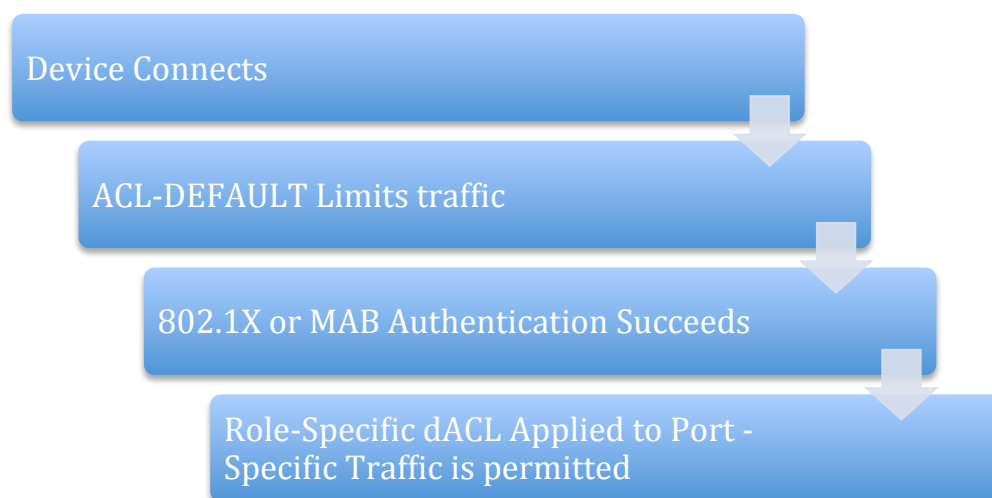 Device Connects
ACL-DEFAULT Limits traffic
802.1X or MAB Authentication Succeeds
Role-Specific dACL Applied to Port -
Specific Traffic is permitted